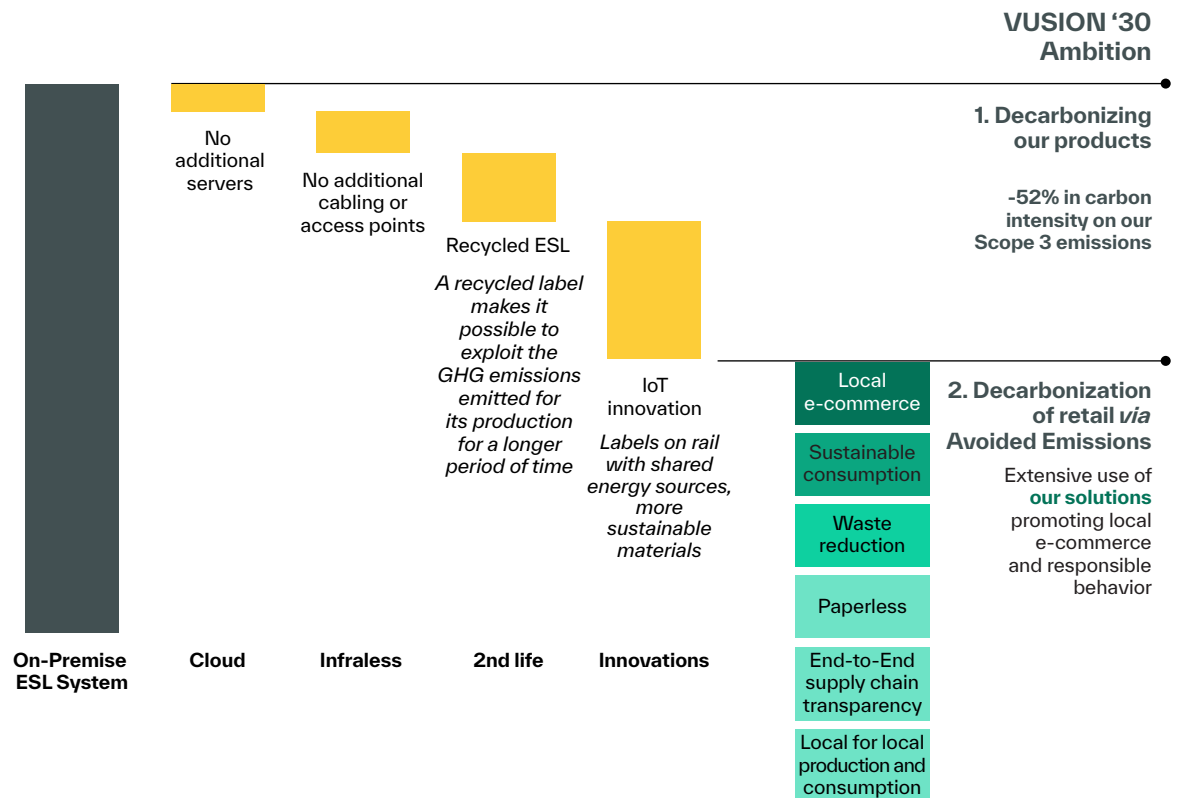 VUSION ‘30
Ambition
1. Decarbonizing
our products
-52% in carbon
intensity on our
Scope 3 emissions
No
additional
servers
No additional
cabling or
access points
Recycled ESL
A recycled label
makes it
possible to
exploit the
GHG emissions
emitted for
its production
for a longer
period of time
IoT
innovation
Labels on rail
with shared
energy sources,
more
sustainable
materials
Local
e-commerce
Sustainable
consumption
Waste
reduction
Paperless
End-to-End
supply chain
transparency
Local for local
production and
consumption
2. Decarbonization
of retail via
Avoided Emissions
Extensive use of
our solutions
promoting local
e-commerce
and responsible
behavior
On-Premise
ESL System
Cloud
Infraless
2nd life
Innovations